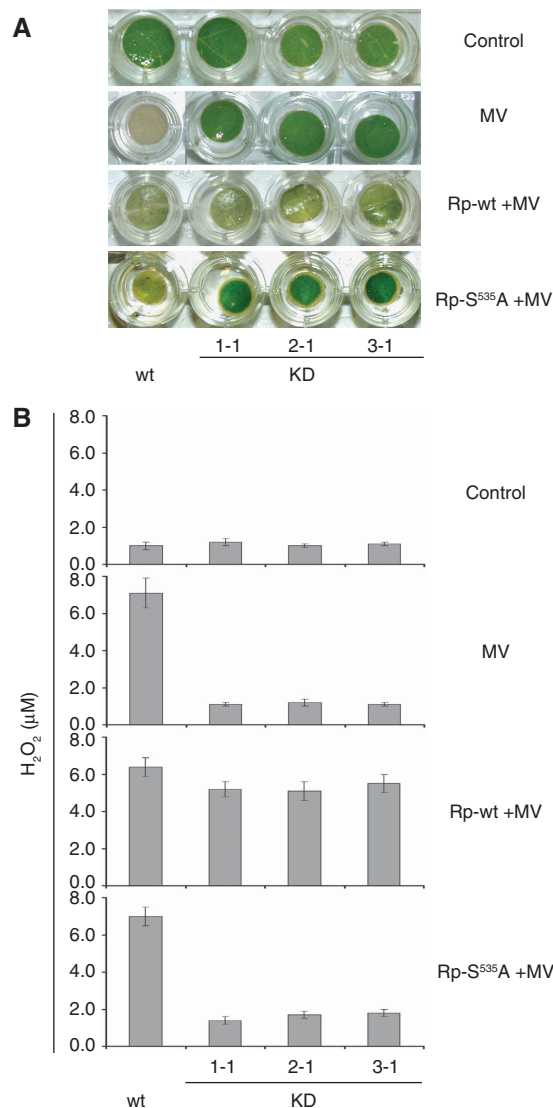 A
Control
MV
Rp-wt +MV
Rp-S⁵³⁵A +MV
1-1 2-1 3-1
wt KD
B
H₂O₂ (μM)
8.0
6.0
4.0
2.0
0.0
Control
8.0
6.0
4.0
2.0
0.0
MV
8.0
6.0
4.0
2.0
0.0
Rp-wt +MV
8.0
6.0
4.0
2.0
0.0
Rp-S⁵³⁵A +MV
1-1 2-1 3-1
wt KD